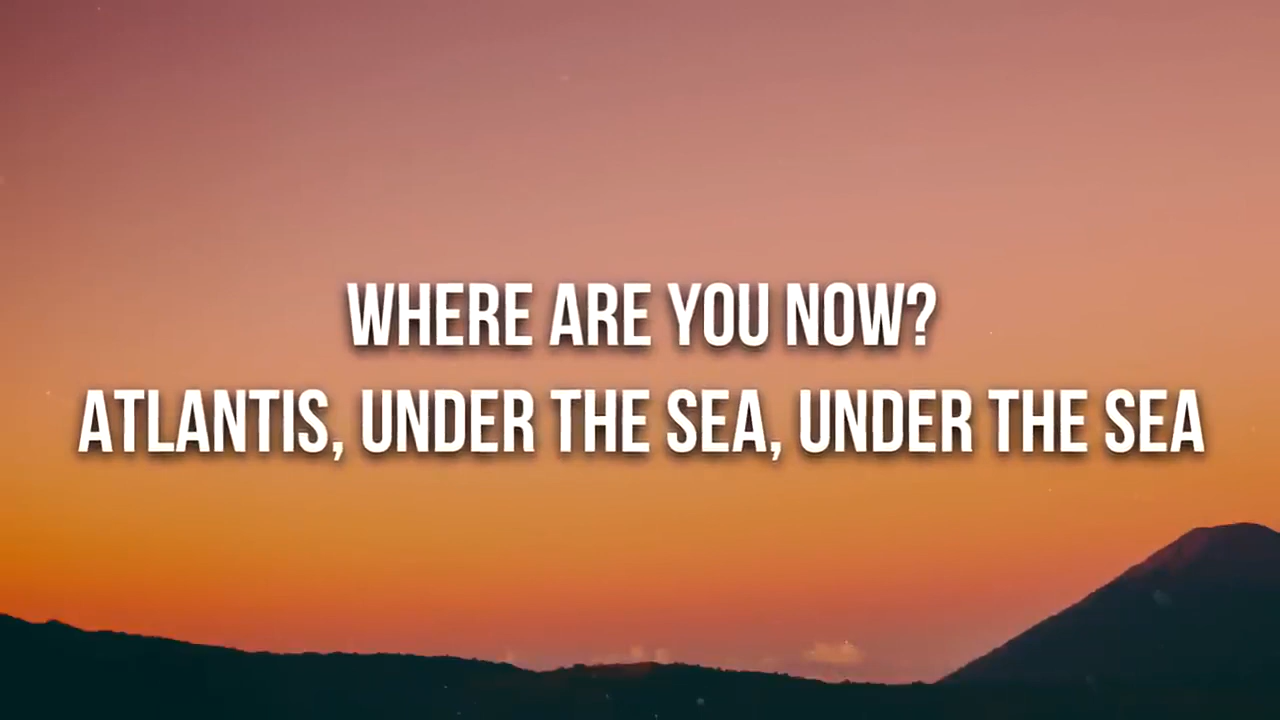 WHERE ARE YOU NOW?
ATLANTIS, UNDER THE SEA, UNDER THE SEA